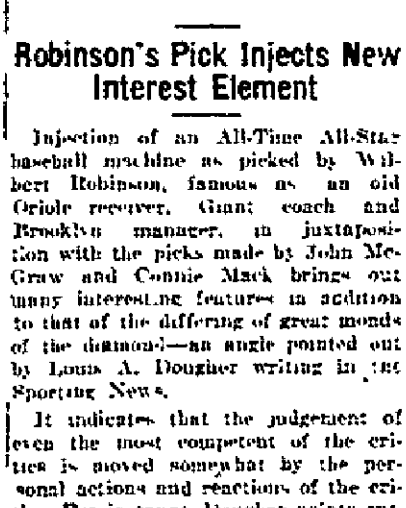 Robinson's Pick Injects New
Interest Element
Injection of an All-Time All-Star
baseball machine as picked by Wil-
bert Robinson, famous as an old
Oriole receiver, Giant coach and
Brooklyn manager, in juxtaposi-
tion with the picks made by John Mc-
Graw and Connie Mack brings out
many interesting features in addition
to that of the differing of great monds
of the diamond—an angle pointed out
by Louis A. Dougher writing in the
Sporting News.
It indicates that the judgement of
even the most competent of the cri-
tics is moved somewhat by the per-
sonal actions and reactions of the cri-